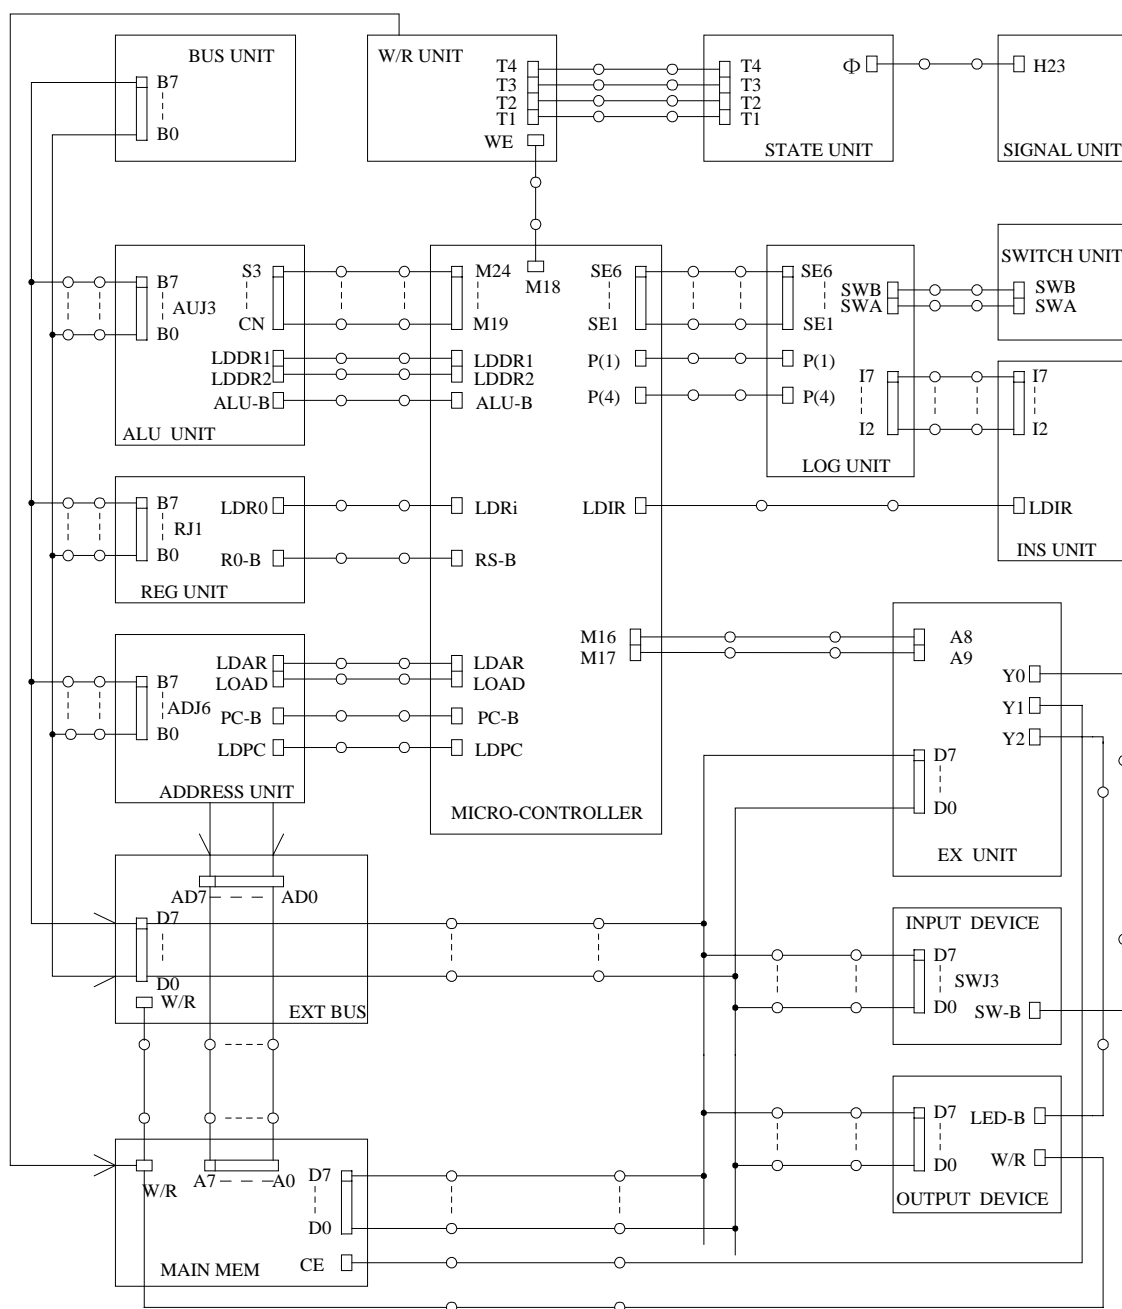 BUS UNIT
B7
B0
W/R UNIT
T4
T3
T2
T1
WE
T4
T3
T2
T1
Φ
STATE UNIT
H23
SIGNAL UNIT
B7
AUJ3
B0
S3
CN
LDDR1
LDDR2
ALU-B
ALU UNIT
M24
M19
M18
LDDR1
LDDR2
ALU-B
SE6
SE1
P(1)
P(4)
SE6
SE1
P(1)
P(4)
SWB
SWA
I7
I2
LOG UNIT
SWITCH UNIT
SWB
SWA
I7
I2
LDIR
INS UNIT
B7
RJ1
B0
LDR0
R0-B
REG UNIT
LDRi
RS-B
LDIR
B7
ADJ6
B0
LDAR
LOAD
PC-B
LDPC
ADDRESS UNIT
LDAR
LOAD
PC-B
LDPC
M16
M17
MICRO-CONTROLLER
A8
A9
Y0
Y1
Y2
D7
D0
EX UNIT
AD7
AD0
D7
D0
W/R
EXT BUS
INPUT DEVICE
D7
SWJ3
D0
SW-B
D7
D0
LED-B
W/R
OUTPUT DEVICE
W/R
A7
A0
D7
D0
CE
MAIN MEM